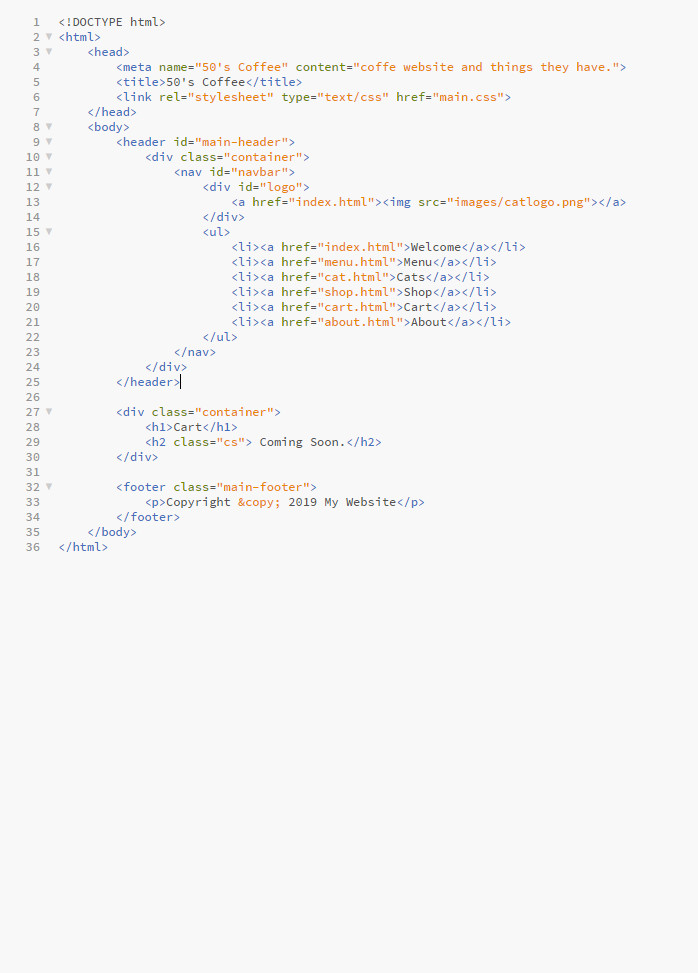 1 <!DOCTYPE html>
2 <html>
3 <head>
4 <meta name="50's Coffee" content="coffe website and things they have.">
5 <title>50's Coffee</title>
6 <link rel="stylesheet" type="text/css" href="main.css">
7 </head>
8 <body>
9 <header id="main-header">
10 <div class="container">
11 <nav id="navbar">
12 <div id="logo">
13 <a href="index.html"><img src="images/catlogo.png"></a>
14 </div>
15 <ul>
16 <li><a href="index.html">Welcome</a></li>
17 <li><a href="menu.html">Menu</a></li>
18 <li><a href="cat.html">Cats</a></li>
19 <li><a href="shop.html">Shop</a></li>
20 <li><a href="cart.html">Cart</a></li>
21 <li><a href="about.html">About</a></li>
22 </ul>
23 </nav>
24 </div>
25 </header>
26
27 <div class="container">
28 <h1>Cart</h1>
29 <h2 class="cs"> Coming Soon.</h2>
30 </div>
31
32 <footer class="main-footer">
33 <p>Copyright &copy; 2019 My Website</p>
34 </footer>
35 </body>
36 </html>